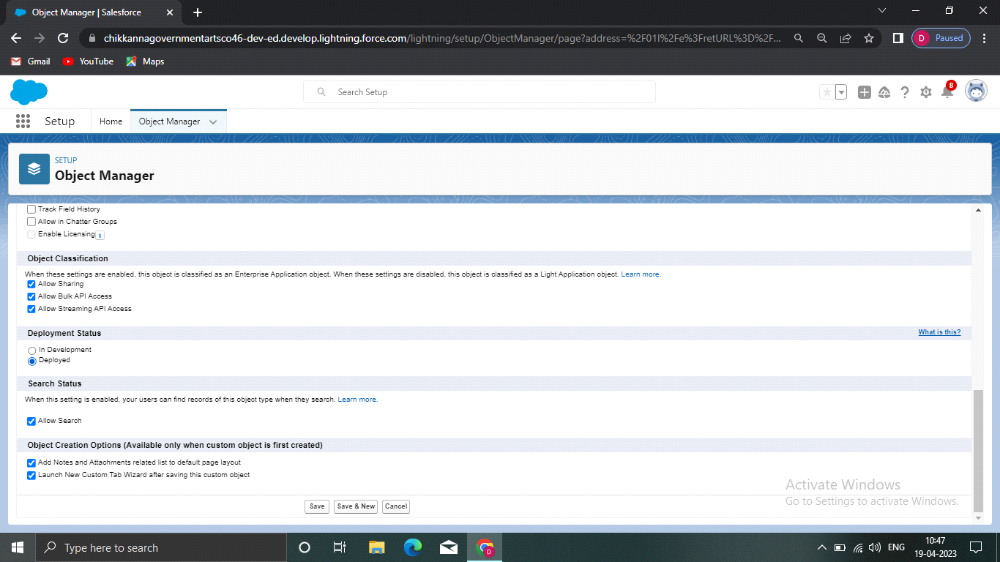 Object Manager | Salesforce
chikkannagovernmentartsco46-dev-ed.develop.lightning.force.com/lightning/setup/ObjectManager/page?address=%2F01I%2Fe%3FretURL%3D%2F...
D Paused
Gmail YouTube Maps
Search Setup
8
Setup Home Object Manager
SETUP
Object Manager
Track Field History
Allow in Chatter Groups
Enable Licensing i
Object Classification
When these settings are enabled, this object is classified as an Enterprise Application object. When these settings are disabled, this object is classified as a Light Application object. Learn more.
Allow Sharing
Allow Bulk API Access
Allow Streaming API Access
Deployment Status What is this?
In Development
Deployed
Search Status
When this setting is enabled, your users can find records of this object type when they search. Learn more.
Allow Search
Object Creation Options (Available only when custom object is first created)
Add Notes and Attachments related list to default page layout
Launch New Custom Tab Wizard after saving this custom object
Save Save & New Cancel
Activate Windows
Go to Settings to activate Windows.
Type here to search
D
ENG
10:47
19-04-2023